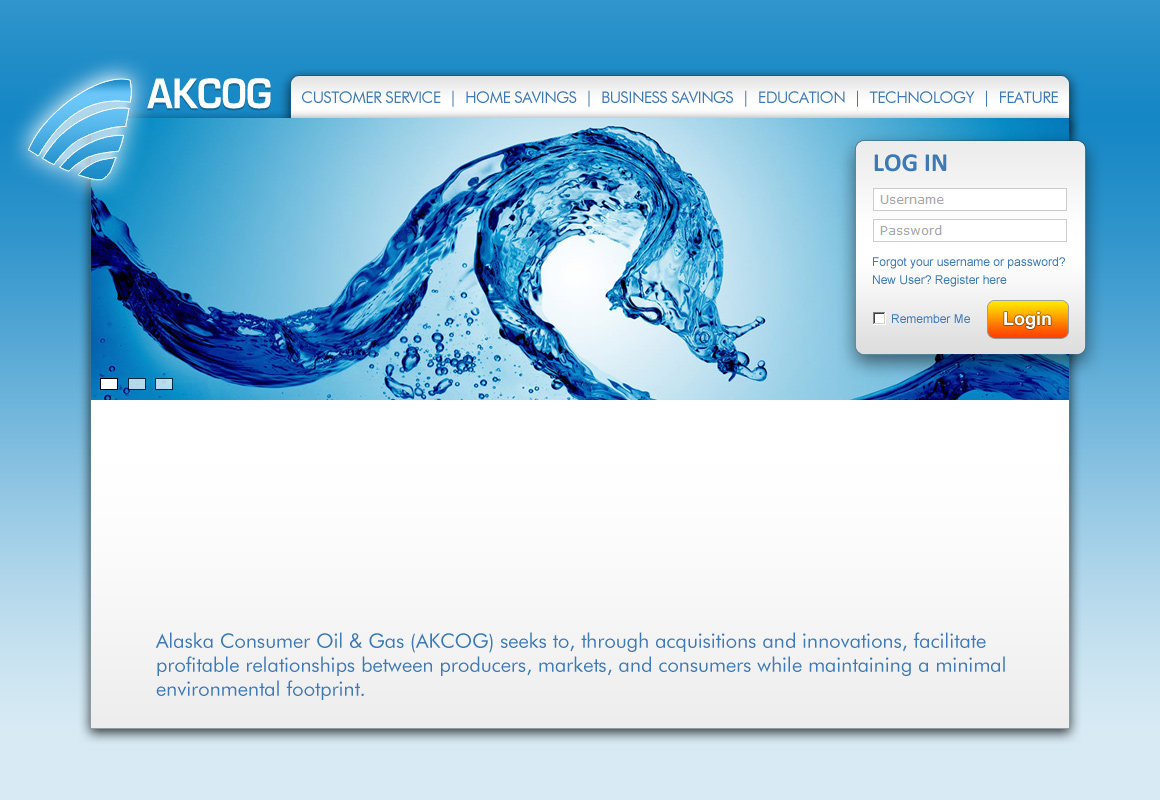 AKCOG
CUSTOMER SERVICE | HOME SAVINGS | BUSINESS SAVINGS | EDUCATION | TECHNOLOGY | FEATURE
LOG IN
Username
Password
Forgot your username or password?
New User? Register here
Remember Me
Login
Alaska Consumer Oil & Gas (AKCOG) seeks to, through acquisitions and innovations, facilitate
profitable relationships between producers, markets, and consumers while maintaining a minimal
environmental footprint.